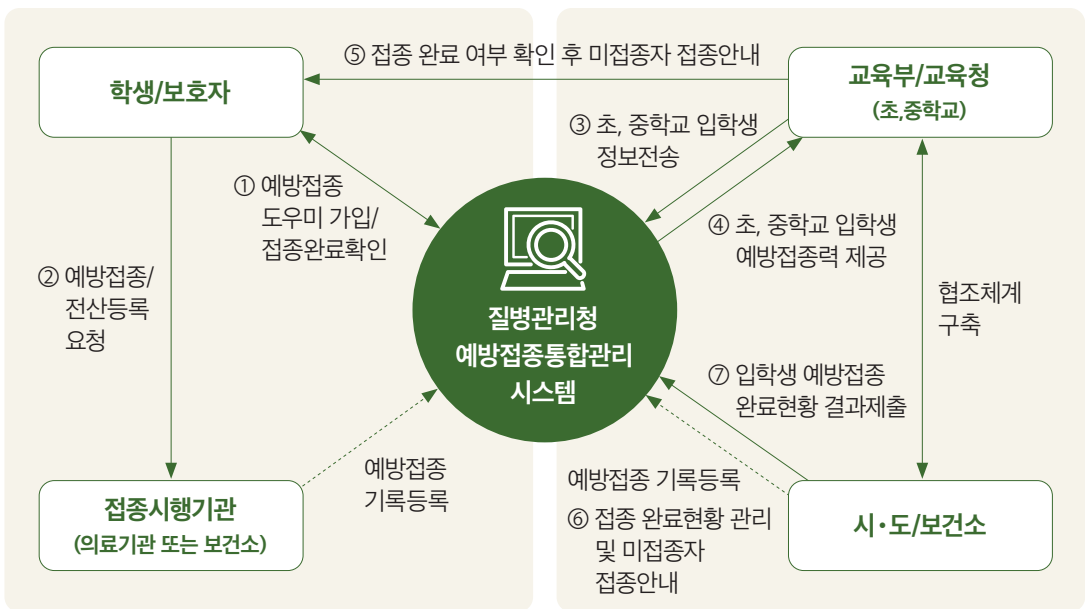 ⑤ 접종 완료 여부 확인 후 미접종자 접종안내
학생/보호자
교육부/교육청
(초,중학교)
③ 초, 중학교 입학생
정보전송
① 예방접종
도우미 가입/
접종완료확인
④ 초, 중학교 입학생
예방접종력 제공
② 예방접종/
전산등록
요청
협조체계
구축
질병관리청
예방접종통합관리
시스템
⑦ 입학생 예방접종
완료현황 결과제출
예방접종
기록등록
예방접종 기록등록
⑥ 접종 완료현황 관리
및 미접종자
접종안내
접종시행기관
(의료기관 또는 보건소)
시·도/보건소